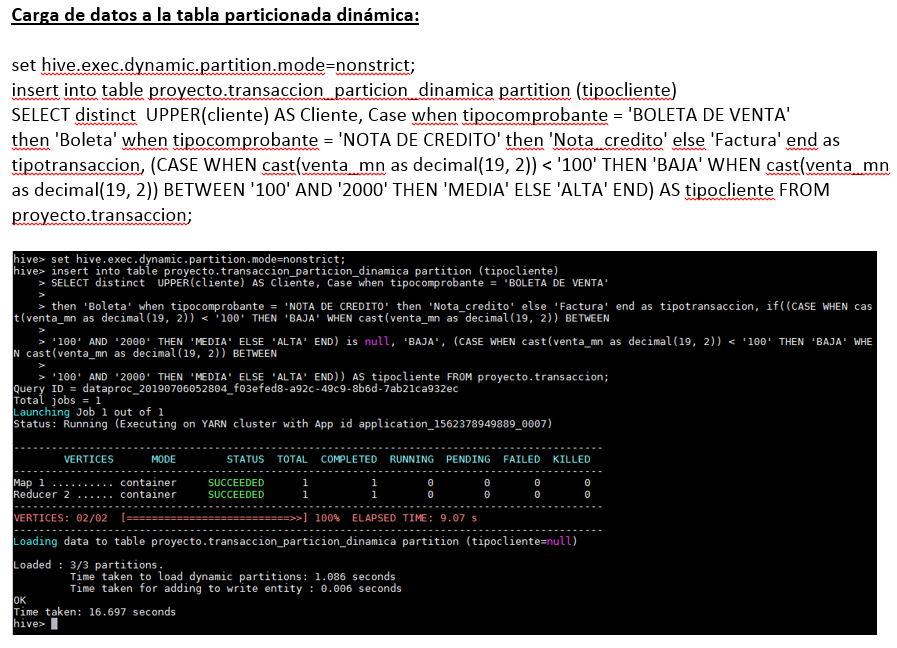 Carga de datos a la tabla particionada dinámica:
set hive.exec.dynamic.partition.mode=nonstrict;
insert into table proyecto.transaccion_particion_dinamica partition (tipocliente)
SELECT distinct  UPPER(cliente) AS Cliente, Case when tipocomprobante = 'BOLETA DE VENTA'
then 'Boleta' when tipocomprobante = 'NOTA DE CREDITO' then 'Nota_credito' else 'Factura' end as
tipotransaccion, (CASE WHEN cast(venta_mn as decimal(19, 2)) < '100' THEN 'BAJA' WHEN cast(venta_mn
as decimal(19, 2)) BETWEEN '100' AND '2000' THEN 'MEDIA' ELSE 'ALTA' END) AS tipocliente FROM
proyecto.transaccion;
hive> set hive.exec.dynamic.partition.mode=nonstrict;
hive> insert into table proyecto.transaccion_particion_dinamica partition (tipocliente)
    > SELECT distinct  UPPER(cliente) AS Cliente, Case when tipocomprobante = 'BOLETA DE VENTA'
    >
    > then 'Boleta' when tipocomprobante = 'NOTA DE CREDITO' then 'Nota_credito' else 'Factura' end as tipotransaccion, if((CASE WHEN cas
t(venta_mn as decimal(19, 2)) < '100' THEN 'BAJA' WHEN cast(venta_mn as decimal(19, 2)) BETWEEN
    >
    > '100' AND '2000' THEN 'MEDIA' ELSE 'ALTA' END) is null, 'BAJA', (CASE WHEN cast(venta_mn as decimal(19, 2)) < '100' THEN 'BAJA' WHE
N cast(venta_mn as decimal(19, 2)) BETWEEN
    >
    > '100' AND '2000' THEN 'MEDIA' ELSE 'ALTA' END)) AS tipocliente FROM proyecto.transaccion;
Query ID = dataproc_20190706052804_f03efed8-a92c-49c9-8b6d-7ab21ca932ec
Total jobs = 1
Launching Job 1 out of 1
Status: Running (Executing on YARN cluster with App id application_1562378949889_0007)
----------------------------------------------------------------------------------------------
        VERTICES      MODE        STATUS  TOTAL  COMPLETED  RUNNING  PENDING  FAILED  KILLED
----------------------------------------------------------------------------------------------
Map 1 .......... container     SUCCEEDED      1          1        0        0       0       0
Reducer 2 ...... container     SUCCEEDED      1          1        0        0       0       0
----------------------------------------------------------------------------------------------
VERTICES: 02/02  [==========================>>] 100%  ELAPSED TIME: 9.07 s
----------------------------------------------------------------------------------------------
Loading data to table proyecto.transaccion_particion_dinamica partition (tipocliente=null)
Loaded : 3/3 partitions.
         Time taken to load dynamic partitions: 1.086 seconds
         Time taken for adding to write entity : 0.006 seconds
OK
Time taken: 16.697 seconds
hive>